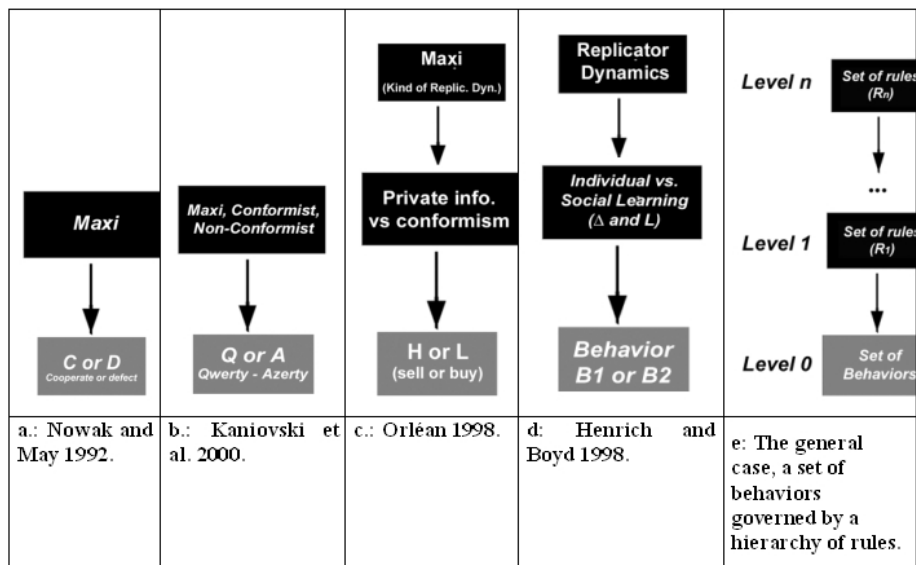 Maxi
C or D
Cooperate or defect
a.: Nowak and
May 1992.
Maxi, Conformist,
Non-Conformist
Q or A
Qwerty - Azerty
b.: Kaniovski et
al. 2000.
Maxi
(Kind of Replic. Dyn.)
Private info.
vs conformism
H or L
(sell or buy)
c.: Orléan 1998.
Replicator
Dynamics
Individual vs.
Social Learning
(Δ and L)
Behavior
B1 or B2
d: Henrich and
Boyd 1998.
Level n
Set of rules
(Rn)
...
Level 1
Set of rules
(R1)
Level 0
Set of
Behaviors
e: The general
case, a set of
behaviors
governed by a
hierarchy of rules.